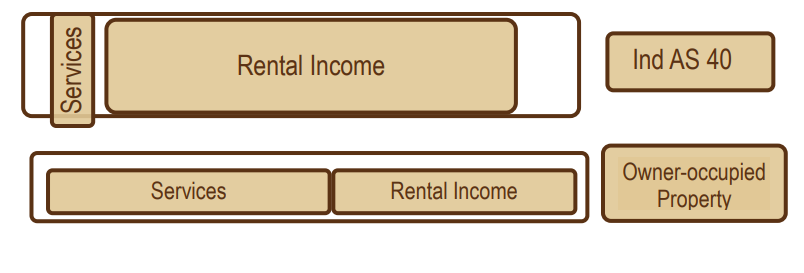 Services
Rental Income
Ind AS 40
Services
Rental Income
Owner-occupied
Property